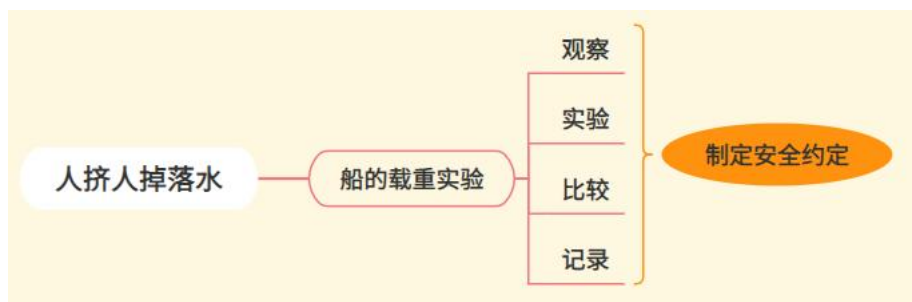 人挤人掉落水
船的载重实验
观察
实验
比较
记录
制定安全约定